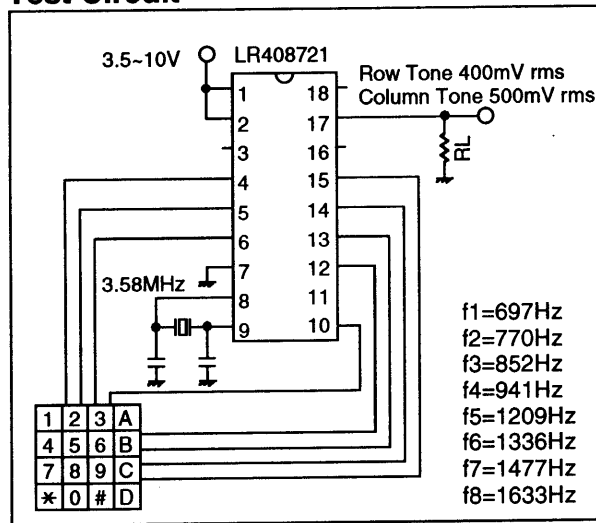 Test Circuit
3.5~10V
LR408721
Row Tone 400mV rms
Column Tone 500mV rms
1 18
2 17
3 16
4 15
5 14
6 13
7 12
8 11
9 10
RL
3.58MHz
f1=697Hz
f2=770Hz
f3=852Hz
f4=941Hz
f5=1209Hz
f6=1336Hz
f7=1477Hz
f8=1633Hz
1 2 3 A
4 5 6 B
7 8 9 C
* 0 # D